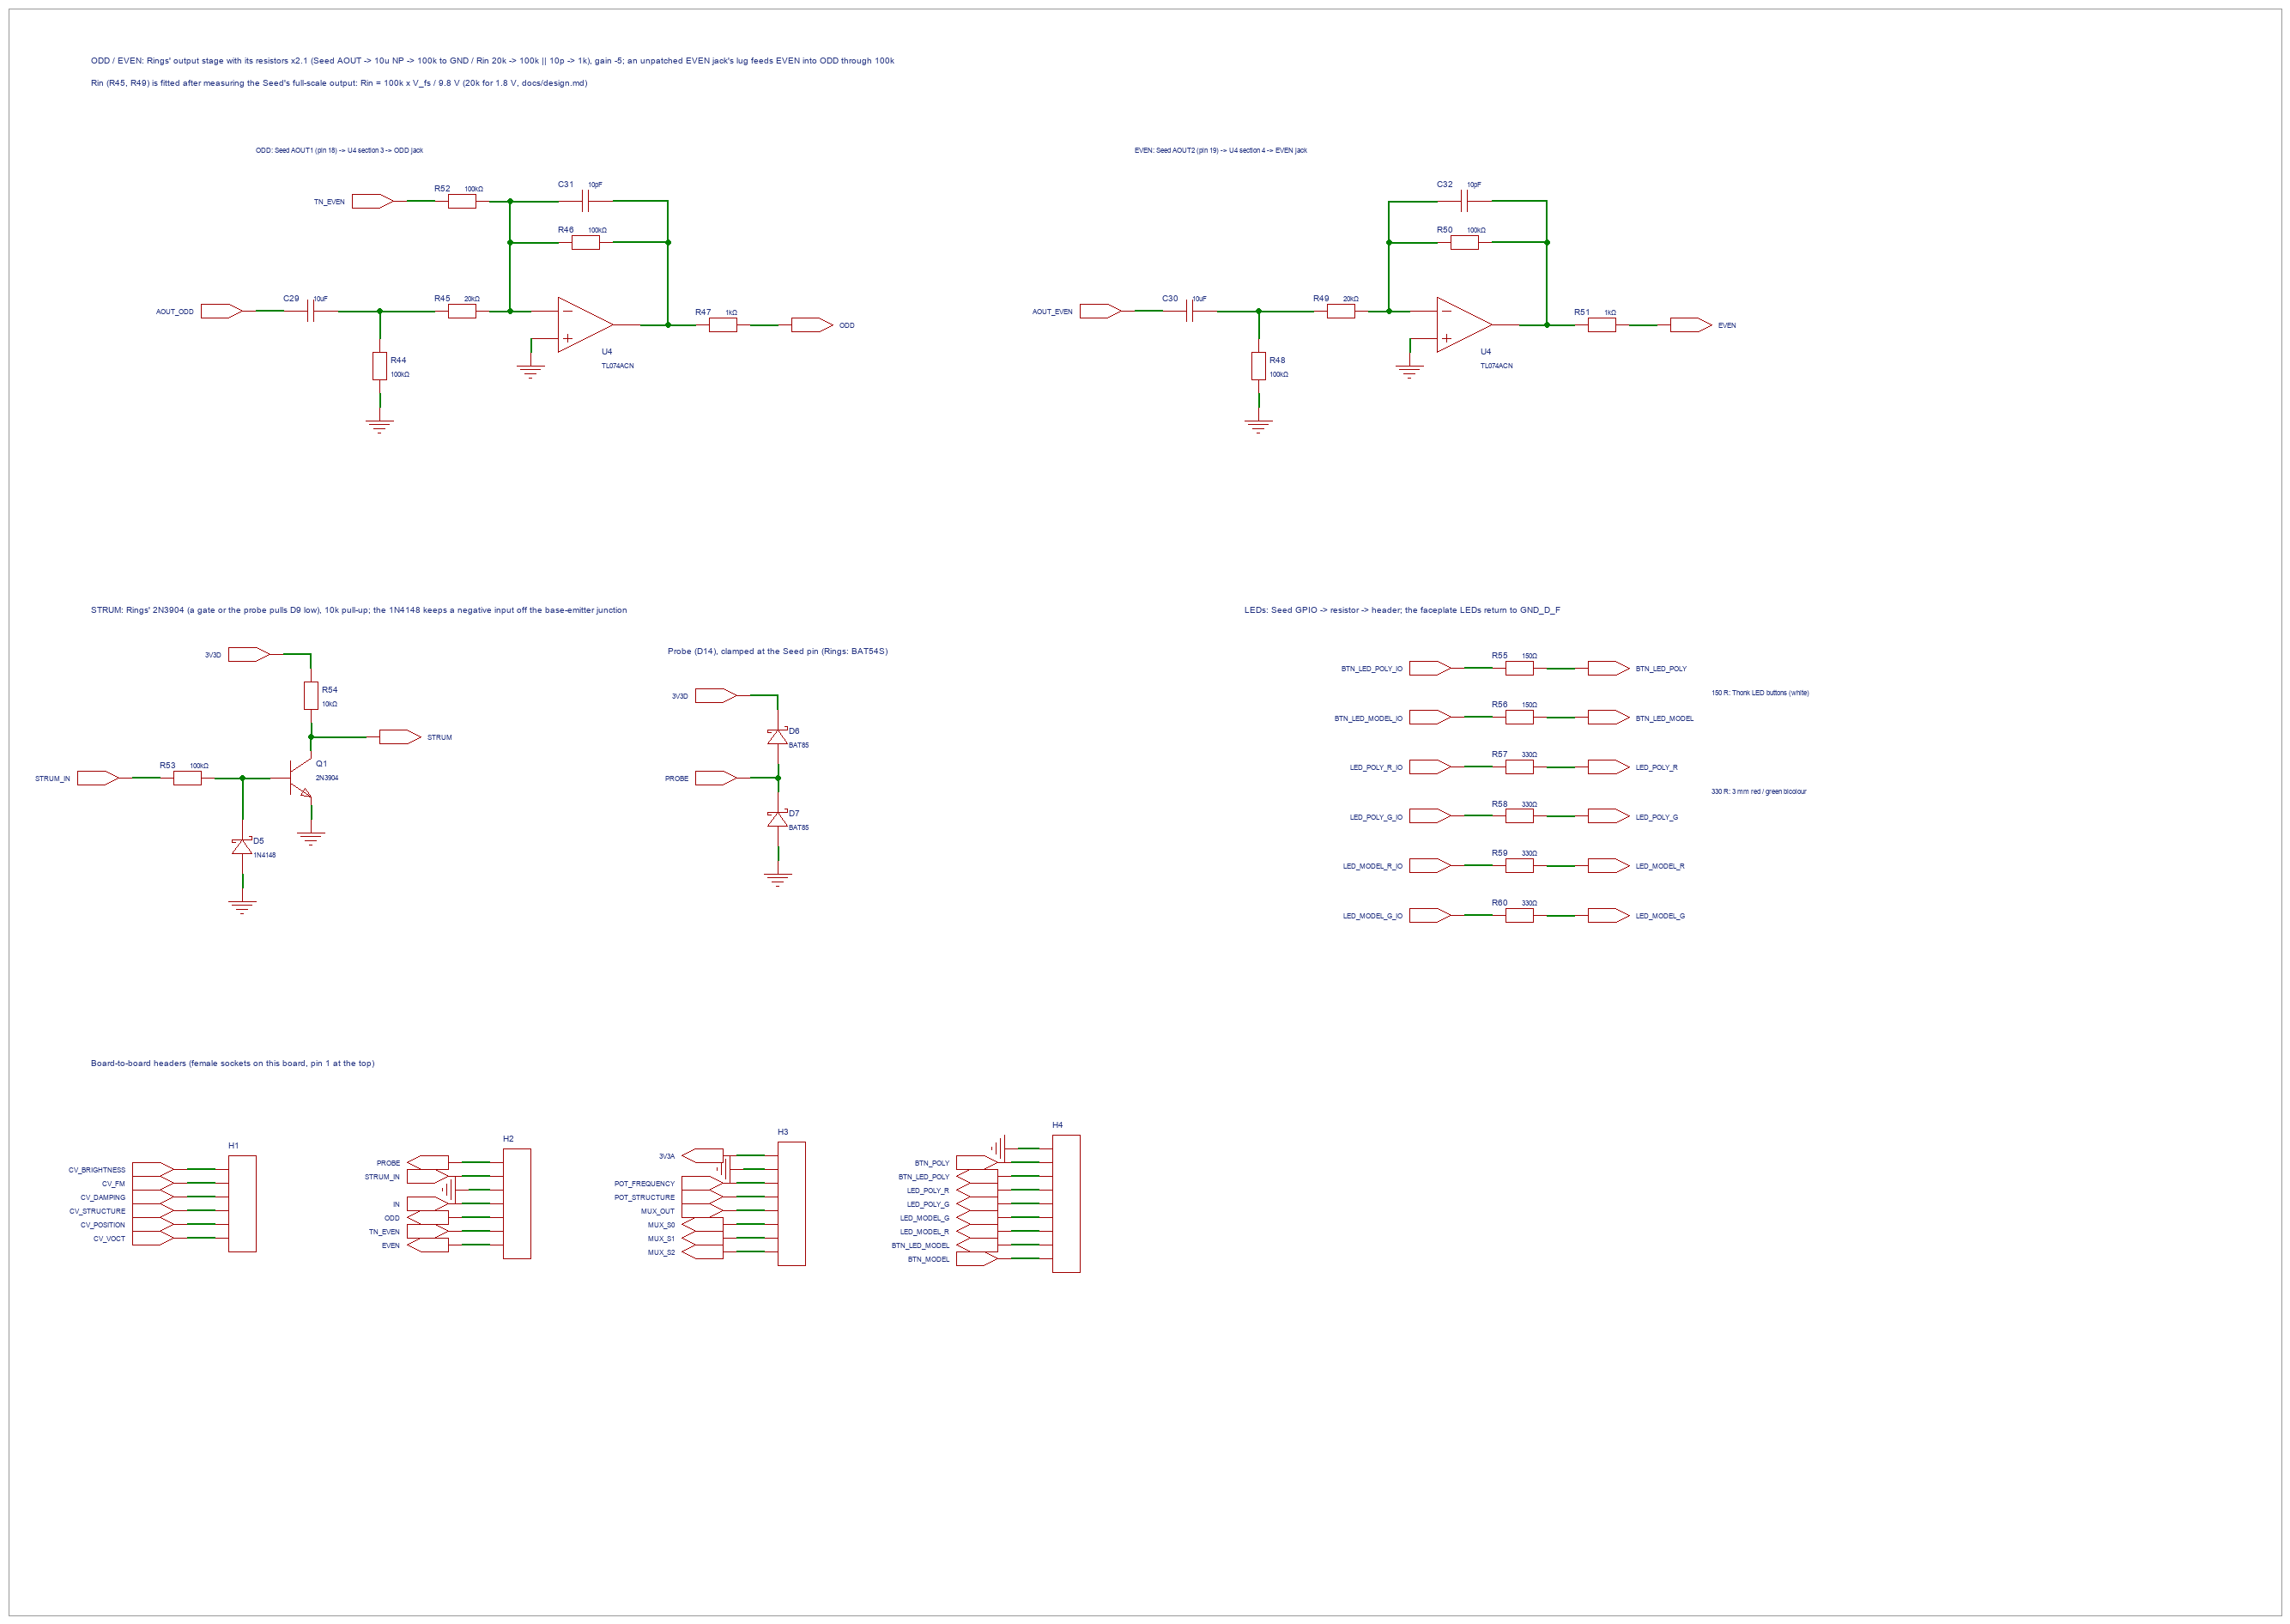 ODD / EVEN: Rings' output stage with its resistors x2.1 (Seed AOUT -> 10u NP -> 100k to GND / Rin 20k -> 100k || 10p -> 1k), gain -5; an unpatched EVEN jack's lug feeds EVEN into ODD through 100k
Rin (R45, R49) is fitted after measuring the Seed's full-scale output: Rin = 100k x V_fs / 9.8 V (20k for 1.8 V, docs/design.md)
ODD: Seed AOUT1 (pin 18) -> U4 section 3 -> ODD jack
EVEN: Seed AOUT2 (pin 19) -> U4 section 4 -> EVEN jack
TN_EVEN
R52 100kΩ
C31 10pF
R46 100kΩ
AOUT_ODD
C29 10uF
R45 20kΩ
R44
100kΩ
U4
TL074ACN
R47 1kΩ
ODD
C32 10pF
R50 100kΩ
AOUT_EVEN
C30 10uF
R49 20kΩ
R48
100kΩ
U4
TL074ACN
R51 1kΩ
EVEN
STRUM: Rings' 2N3904 (a gate or the probe pulls D9 low), 10k pull-up; the 1N4148 keeps a negative input off the base-emitter junction
3V3D
R54
10kΩ
STRUM
STRUM_IN
R53 100kΩ
Q1
2N3904
D5
1N4148
Probe (D14), clamped at the Seed pin (Rings: BAT54S)
3V3D
D6
BAT85
PROBE
D7
BAT85
LEDs: Seed GPIO -> resistor -> header; the faceplate LEDs return to GND_D_F
BTN_LED_POLY_IO R55 150Ω BTN_LED_POLY
150 R: Thonk LED buttons (white)
BTN_LED_MODEL_IO R56 150Ω BTN_LED_MODEL
LED_POLY_R_IO R57 330Ω LED_POLY_R
330 R: 3 mm red / green bicolour
LED_POLY_G_IO R58 330Ω LED_POLY_G
LED_MODEL_R_IO R59 330Ω LED_MODEL_R
LED_MODEL_G_IO R60 330Ω LED_MODEL_G
Board-to-board headers (female sockets on this board, pin 1 at the top)
H1
CV_BRIGHTNESS
CV_FM
CV_DAMPING
CV_STRUCTURE
CV_POSITION
CV_VOCT
H2
PROBE
STRUM_IN
IN
ODD
TN_EVEN
EVEN
H3
3V3A
POT_FREQUENCY
POT_STRUCTURE
MUX_OUT
MUX_S0
MUX_S1
MUX_S2
H4
BTN_POLY
BTN_LED_POLY
LED_POLY_R
LED_POLY_G
LED_MODEL_G
LED_MODEL_R
BTN_LED_MODEL
BTN_MODEL